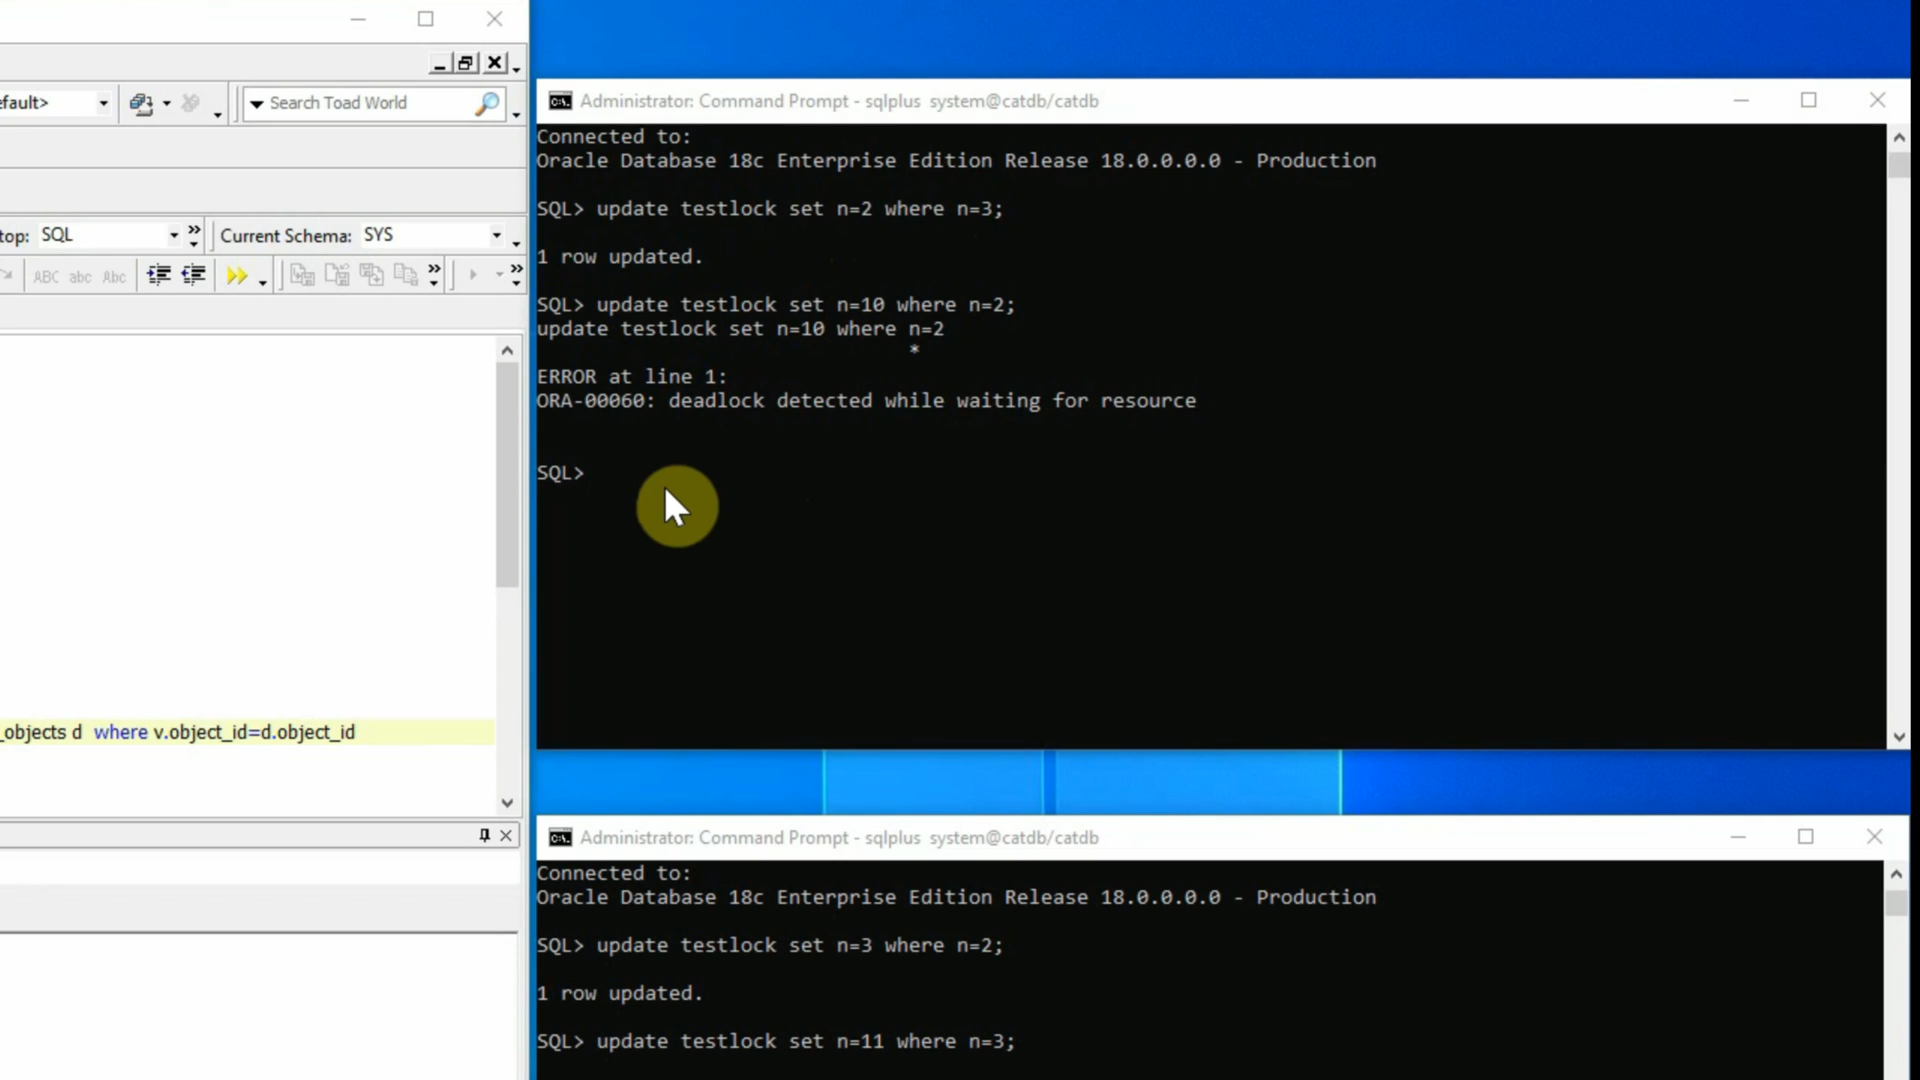 efault>
Search Toad World
top: SQL
Current Schema: SYS
ABC abc Abc
_objects d where v.object_id=d.object_id
Administrator: Command Prompt - sqlplus system@catdb/catdb
Connected to:
Oracle Database 18c Enterprise Edition Release 18.0.0.0.0 - Production
SQL> update testlock set n=2 where n=3;
1 row updated.
SQL> update testlock set n=10 where n=2;
update testlock set n=10 where n=2
*
ERROR at line 1:
ORA-00060: deadlock detected while waiting for resource
SQL>
Administrator: Command Prompt - sqlplus system@catdb/catdb
Connected to:
Oracle Database 18c Enterprise Edition Release 18.0.0.0.0 - Production
SQL> update testlock set n=3 where n=2;
1 row updated.
SQL> update testlock set n=11 where n=3;